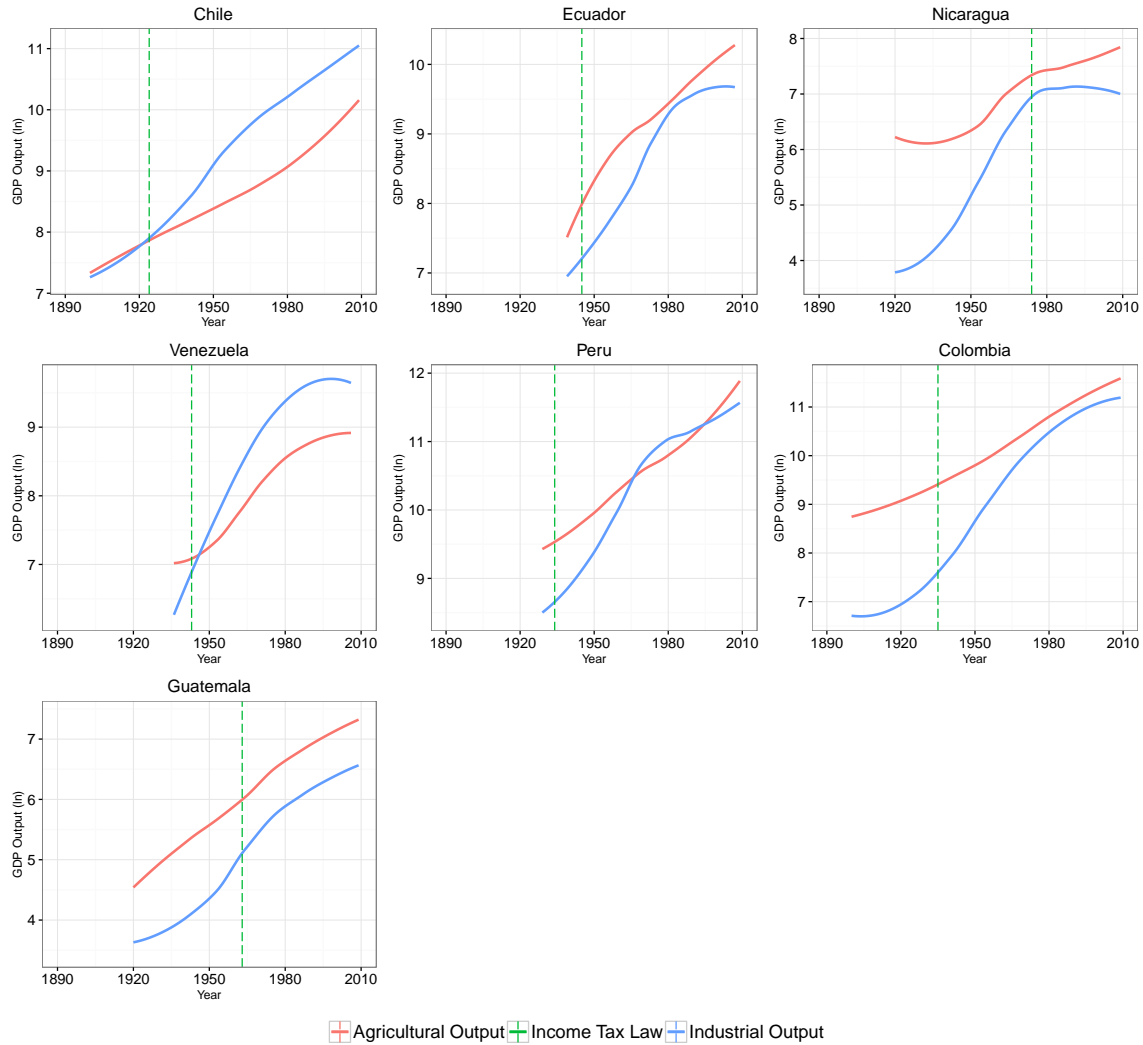 Chile
GDP Output (ln)
11
10
9
8
7
1890 1920 1950 1980 2010
Year
Ecuador
GDP Output (ln)
10
9
8
7
1890 1920 1950 1980 2010
Year
Nicaragua
GDP Output (ln)
8
7
6
5
4
1890 1920 1950 1980 2010
Year
Venezuela
GDP Output (ln)
9
8
7
1890 1920 1950 1980 2010
Year
Peru
GDP Output (ln)
12
11
10
9
1890 1920 1950 1980 2010
Year
Colombia
GDP Output (ln)
11
10
9
8
7
1890 1920 1950 1980 2010
Year
Guatemala
GDP Output (ln)
7
6
5
4
1890 1920 1950 1980 2010
Year
Agricultural Output Income Tax Law Industrial Output